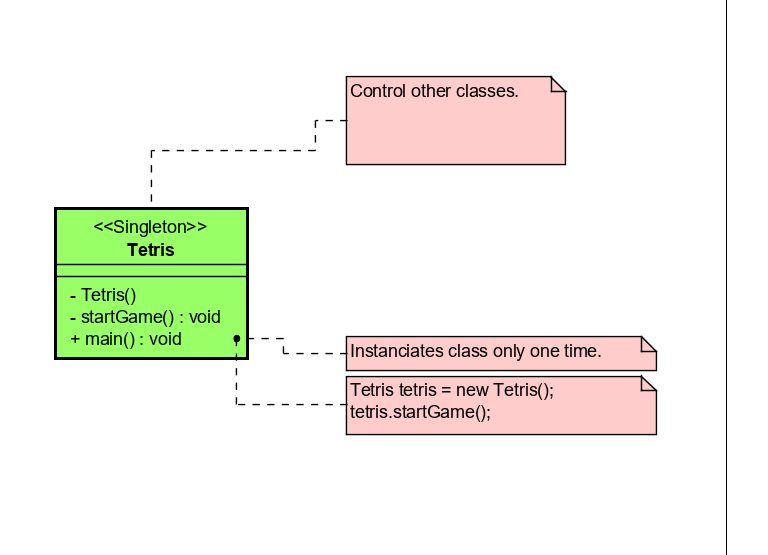 Control other classes.
<<Singleton>>
Tetris
- Tetris()
- startGame() : void
+ main() : void
Instanciates class only one time.
Tetris tetris = new Tetris();
tetris.startGame();